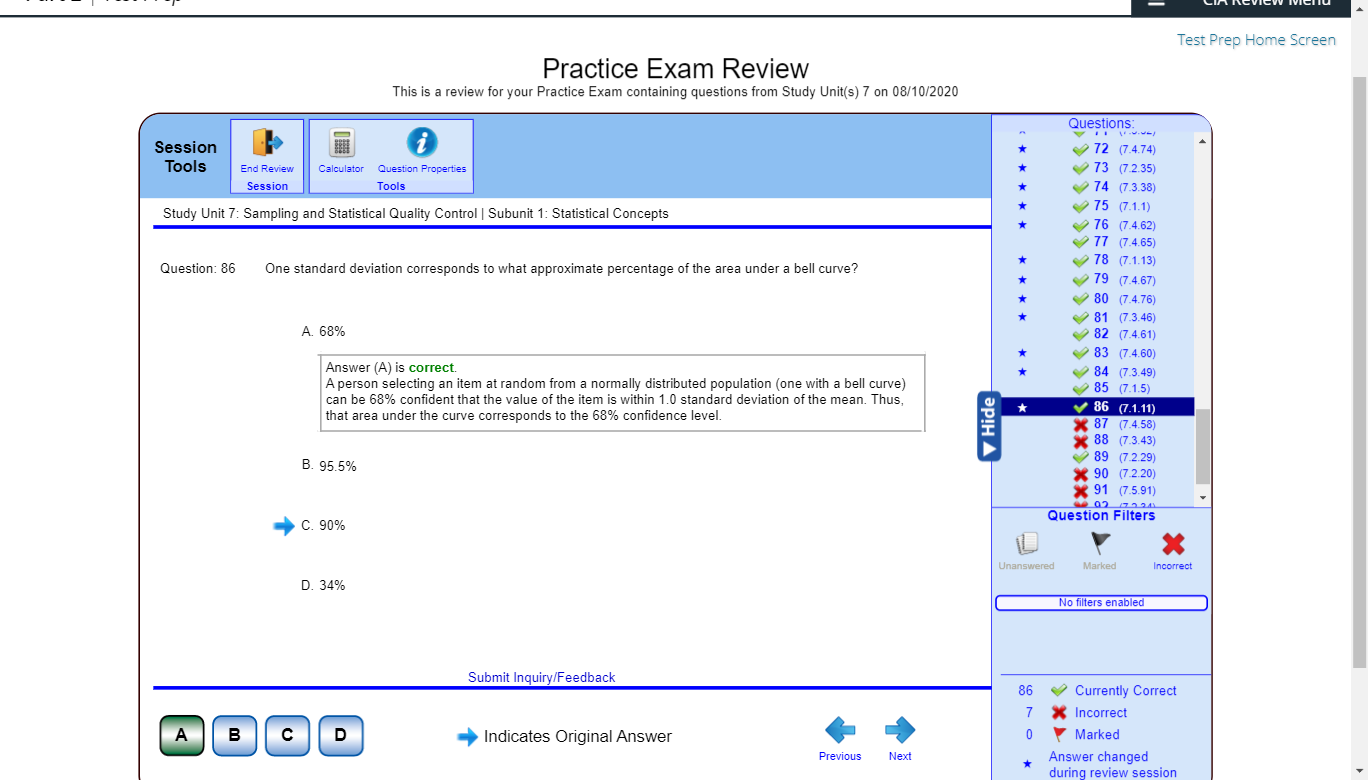 CIA Review Menu
Test Prep Home Screen
Practice Exam Review
This is a review for your Practice Exam containing questions from Study Unit(s) 7 on 08/10/2020
Session
Tools
End Review
Session
Calculator
Question Properties
Tools
Study Unit 7: Sampling and Statistical Quality Control | Subunit 1: Statistical Concepts
Question: 86
One standard deviation corresponds to what approximate percentage of the area under a bell curve?
A. 68%
Answer (A) is correct.
A person selecting an item at random from a normally distributed population (one with a bell curve)
can be 68% confident that the value of the item is within 1.0 standard deviation of the mean. Thus,
that area under the curve corresponds to the 68% confidence level.
B. 95.5%
C. 90%
D. 34%
Submit Inquiry/Feedback
A
B
C
D
Indicates Original Answer
Previous
Next
Hide
Questions:
72 (7.4.74)
73 (7.2.35)
74 (7.3.38)
75 (7.1.1)
76 (7.4.62)
77 (7.4.65)
78 (7.1.13)
79 (7.4.67)
80 (7.4.76)
81 (7.3.46)
82 (7.4.61)
83 (7.4.60)
84 (7.3.49)
85 (7.1.5)
86 (7.1.11)
87 (7.4.58)
88 (7.3.43)
89 (7.2.29)
90 (7.2.20)
91 (7.5.91)
Question Filters
Unanswered
Marked
Incorrect
No filters enabled
86 Currently Correct
7 Incorrect
0 Marked
Answer changed
during review session